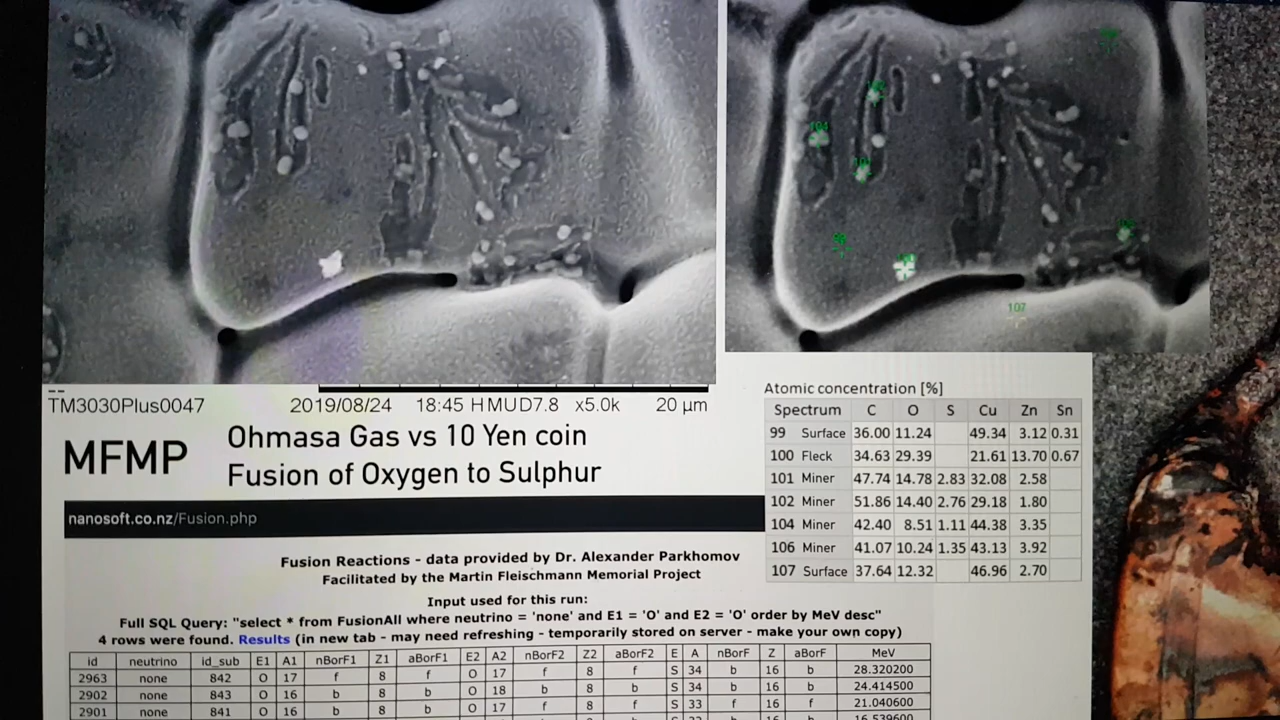 99
102
104
101
98
106
100
107
TM3030Plus0047 2019/08/24 18:45 HMUD7.8 x5.0k 20 μm
MFMP
Ohmasa Gas vs 10 Yen coin
Fusion of Oxygen to Sulphur
Atomic concentration [%]
Spectrum C O S Cu Zn Sn
99 Surface 36.00 11.24 49.34 3.12 0.31
100 Fleck 34.63 29.39 21.61 13.70 0.67
101 Miner 47.74 14.78 2.83 32.08 2.58
102 Miner 51.86 14.40 2.76 29.18 1.80
104 Miner 42.40 8.51 1.11 44.38 3.35
106 Miner 41.07 10.24 1.35 43.13 3.92
107 Surface 37.64 12.32 46.96 2.70
nanosoft.co.nz/Fusion.php
Fusion Reactions - data provided by Dr. Alexander Parkhomov
Facilitated by the Martin Fleischmann Memorial Project
Input used for this run:
Full SQL Query: "select * from FusionAll where neutrino = 'none' and E1 = 'O' and E2 = 'O' order by MeV desc"
4 rows were found. Results (in new tab - may need refreshing - temporarily stored on server - make your own copy)
id neutrino id_sub E1 A1 nBorF1 Z1 aBorF1 E2 A2 nBorF2 Z2 aBorF2 E A nBorF Z aBorF MeV
2963 none 842 O 17 f 8 f O 17 f 8 f S 34 b 16 b 28.320200
2902 none 843 O 16 b 8 b O 18 b 8 b S 34 b 16 b 24.414500
2901 none 841 O 16 b 8 b O 17 f 8 f S 33 f 16 f 21.040600
16.539600